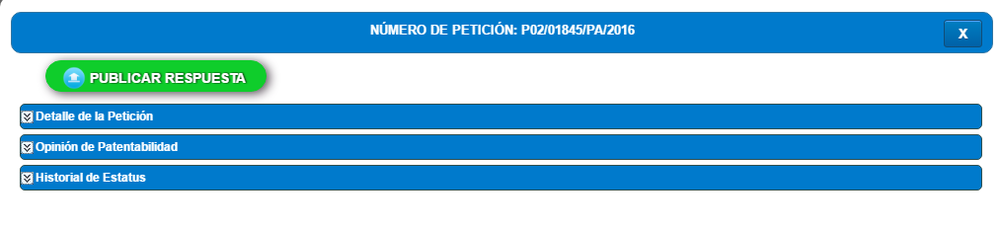 NÚMERO DE PETICIÓN: P02/01845/PA/2016
X
PUBLICAR RESPUESTA
Detalle de la Petición
Opinión de Patentabilidad
Historial de Estatus